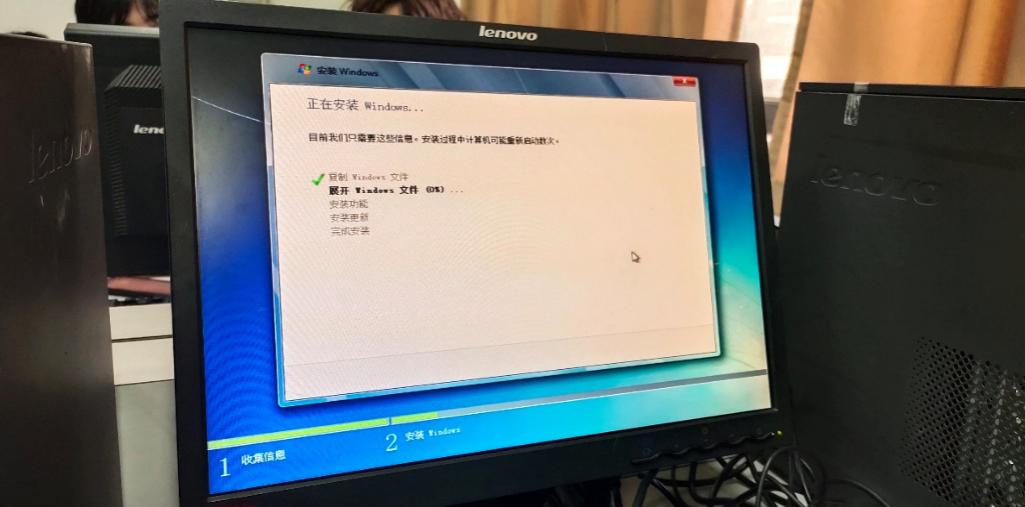 lenovo
安装 Windows
正在安装 Windows...
目前我们只需要这些信息。安装过程中计算机可能重新启动数次。
复制 Windows 文件
展开 Windows 文件 (0%) ...
安装功能
安装更新
完成安装
1 收集信息
2 安装 Windows
lenovo
leno
lenovo